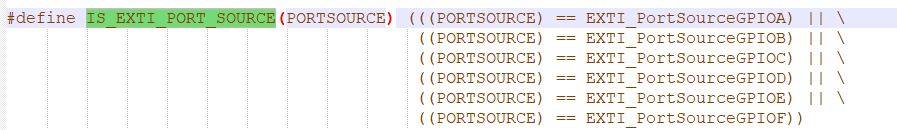 #define IS_EXTI_PORT_SOURCE(PORTSOURCE) (((PORTSOURCE) == EXTI_PortSourceGPIOA) || \
((PORTSOURCE) == EXTI_PortSourceGPIOB) || \
((PORTSOURCE) == EXTI_PortSourceGPIOC) || \
((PORTSOURCE) == EXTI_PortSourceGPIOD) || \
((PORTSOURCE) == EXTI_PortSourceGPIOE) || \
((PORTSOURCE) == EXTI_PortSourceGPIOF))